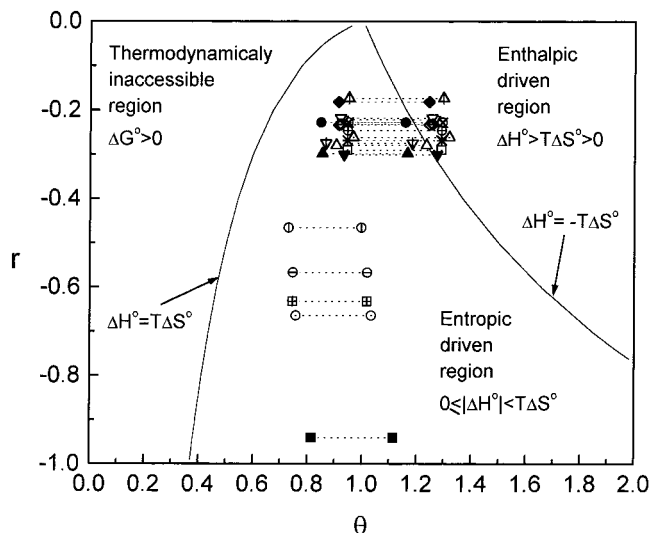 0.0
-0.2
-0.4
-0.6
-0.8
-1.0
r
Thermodynamicaly
inaccessible
region
ΔG°>0
Enthalpic
driven
region
ΔH°>TΔS°>0
ΔH°= -TΔS°
ΔH°=TΔS°
Entropic
driven
region
0≤|ΔH°|<TΔS°
0.0 0.2 0.4 0.6 0.8 1.0 1.2 1.4 1.6 1.8 2.0
θ